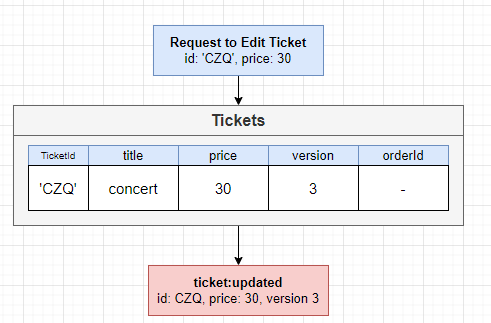 Request to Edit Ticket
id: 'CZQ', price: 30
Tickets
TicketId title price version orderId
'CZQ' concert 30 3 -
ticket:updated
id: CZQ, price: 30, version 3